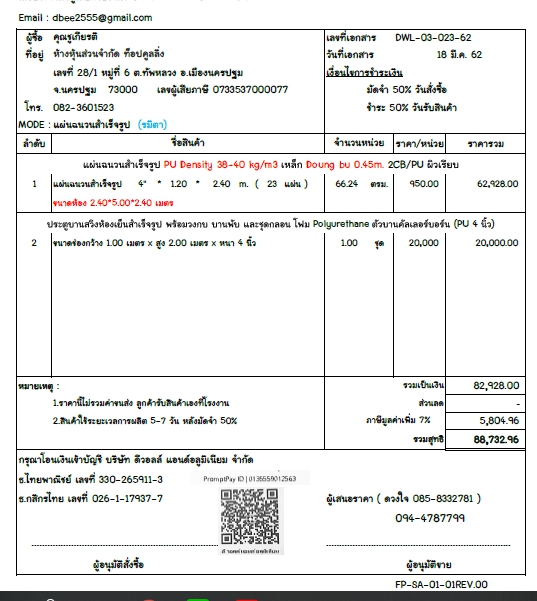 Email : dbee2555@gmail.com
ผู้ซื้อ คุณชูเกียรติ
ที่อยู่ ห้างหุ้นส่วนจำกัด ท็อปคูลลิ่ง
เลขที่ 28/1 หมู่ที่ 6 ต.ทัพหลวง อ.เมืองนครปฐม
จ.นครปฐม 73000 เลขผู้เสียภาษี 0733537000077
โทร. 082-3601523
MODE : แผ่นฉนวนสำเร็จรูป (รมิตา)
เลขที่เอกสาร DWL-03-023-62
วันที่เอกสาร 18 มี.ค. 62
เงื่อนไขการชำระเงิน
มัดจำ 50% วันสั่งซื้อ
ชำระ 50% วันรับสินค้า
ลำดับ ชื่อสินค้า จำนวนหน่วย ราคา/หน่วย ราคารวม
แผ่นฉนวนสำเร็จรูป PU Density 38-40 kg/m3 เหล็ก Doung bu 0.45m. 2CB/PU ผิวเรียบ
1 แผ่นฉนวนสำเร็จรูป 4" * 1.20 * 2.40 m. ( 23 แผ่น ) 66.24 ตรม. 950.00 62,928.00
ขนาดห้อง 2.40*5.00*2.40 เมตร
ประตูบานสวิงห้องเย็นสำเร็จรูป พร้อมวงกบ บานพับ และชุดกลอน โฟม Polyurethane ตัวบานคัลเลอร์บอร์น (PU 4 นิ้ว)
2 ขนาดช่องกว้าง 1.00 เมตร x สูง 2.00 เมตร x หนา 4 นิ้ว 1.00 ชุด 20,000 20,000.00
หมายเหตุ :
1.ราคานี้ไม่รวมค่าขนส่ง ลูกค้ารับสินค้าเองที่โรงงาน
2.สินค้าใช้ระยะเวลาการผลิต 5-7 วัน หลังมัดจำ 50%
รวมเป็นเงิน 82,928.00
ส่วนลด -
ภาษีมูลค่าเพิ่ม 7% 5,804.96
รวมสุทธิ 88,732.96
กรุณาโอนเงินเข้าบัญชี บริษัท ดีวอลล์ แอนด์อลูมิเนียม จำกัด
ธ.ไทยพาณิชย์ เลขที่ 330-265911-3
PromptPay ID | 0135559012563
ธ.กสิกรไทย เลขที่ 026-1-17937-7
ผู้เสนอราคา ( ดวงใจ 085-8332781 )
094-4787799
ผู้อนุมัติสั่งซื้อ
ผู้อนุมัติขาย
FP-SA-01-01REV.00